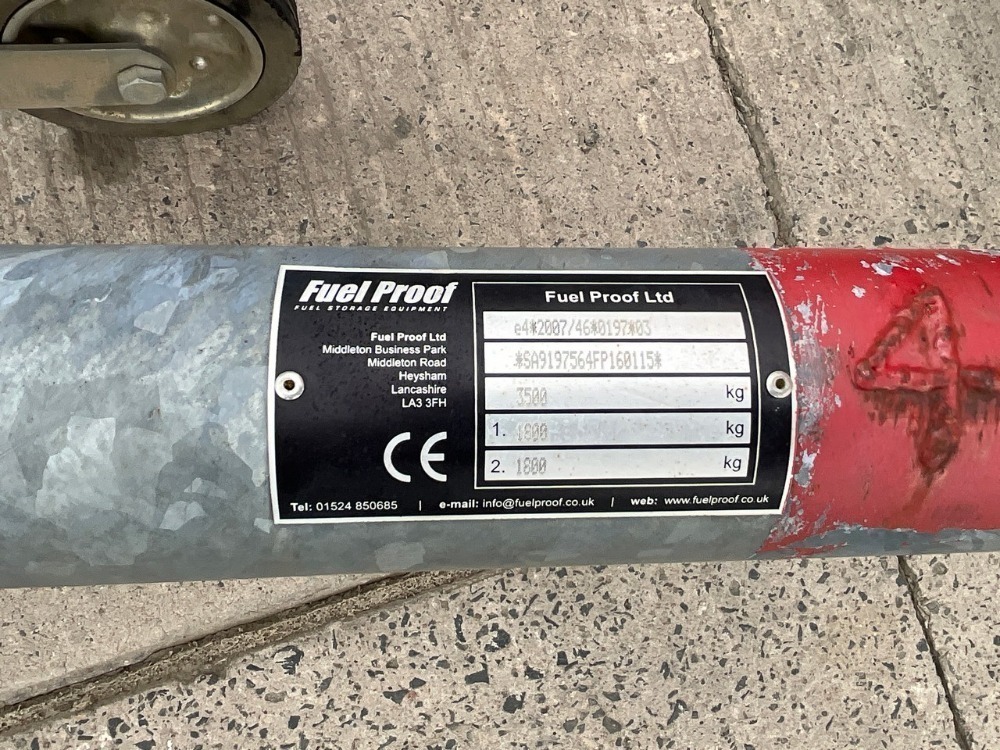 Fuel Proof
FUEL STORAGE EQUIPMENT
Fuel Proof Ltd
Middleton Business Park
Middleton Road
Heysham
Lancashire
LA3 3FH
CE
Fuel Proof Ltd
e4*2007/46*0197*03
*SA9197564FP160115*
3500 kg
1. 1800 kg
2. 1800 kg
Tel: 01524 850685 | e-mail: info@fuelproof.co.uk | web: www.fuelproof.co.uk
4